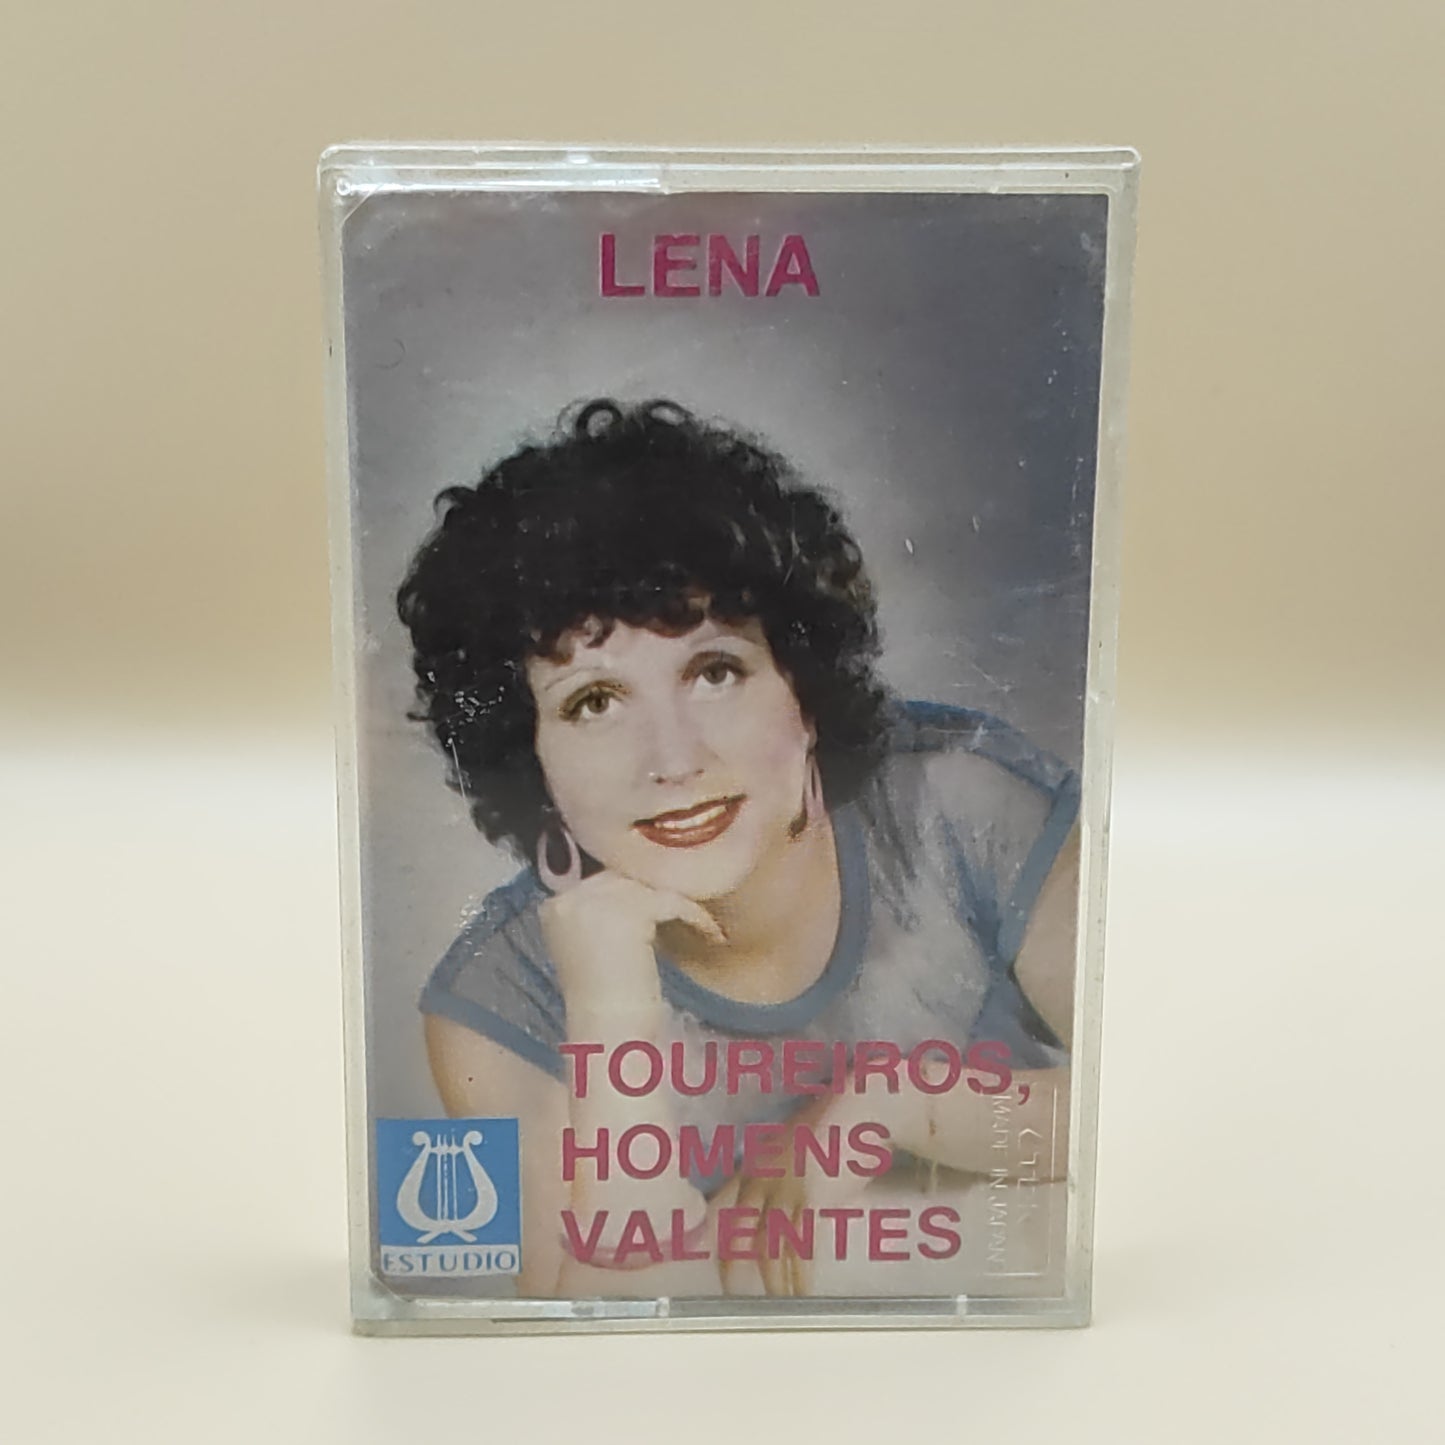 LENA
TOUREIROS,
HOMENS
VALENTES
ESTUDIO
MADE IN JAPAN